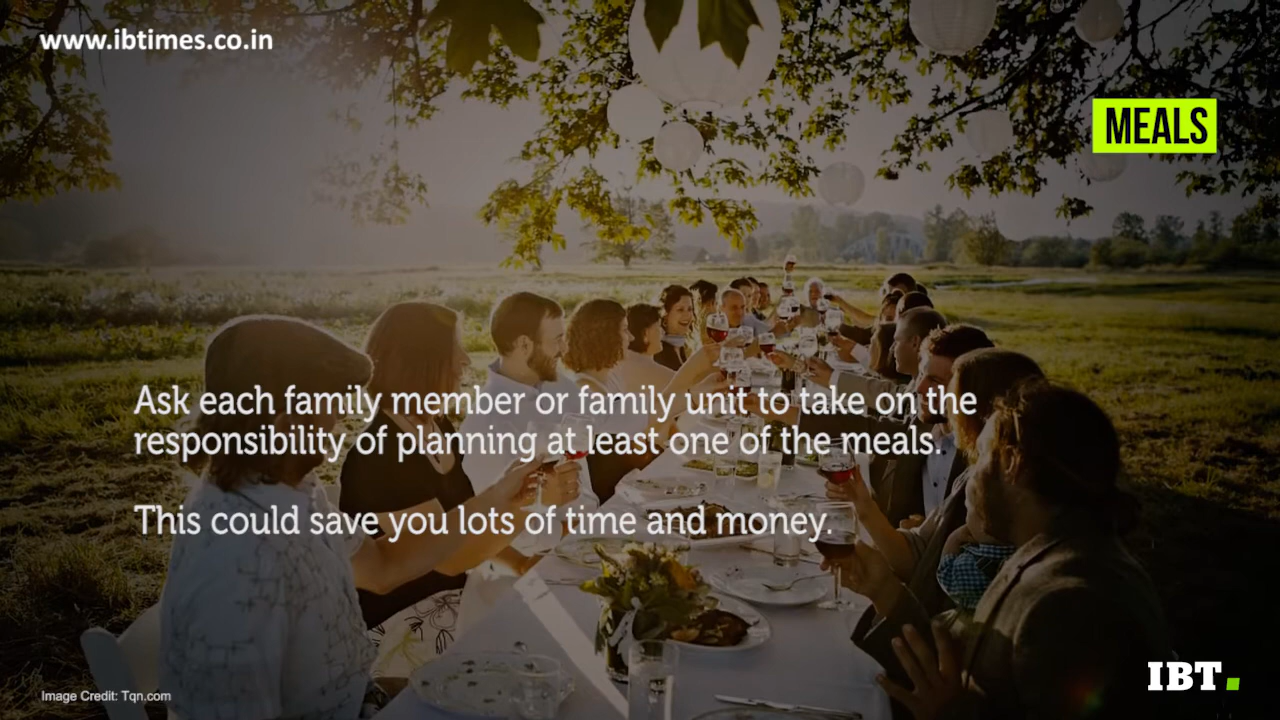 www.ibtimes.co.in
MEALS
Ask each family member or family unit to take on the
responsibility of planning at least one of the meals.
This could save you lots of time and money.
Image Credit: Tqn.com
IBT.